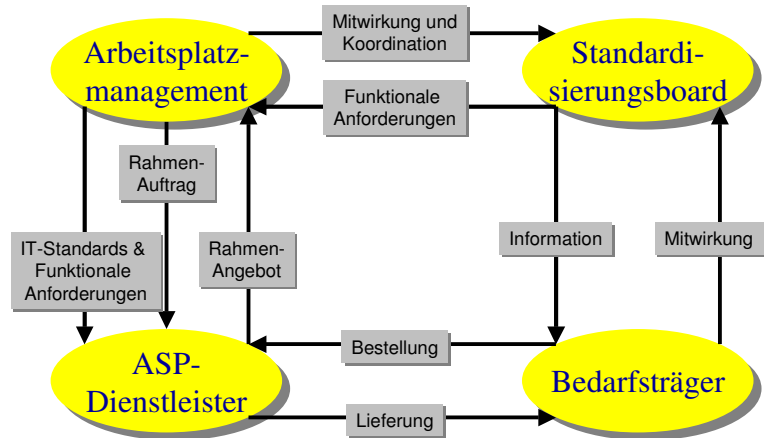 Mitwirkung und
Koordination
Arbeitsplatz-
management
Standardi-
sierungsboard
Funktionale
Anforderungen
Rahmen-
Auftrag
IT-Standards &
Funktionale
Anforderungen
Rahmen-
Angebot
Information
Mitwirkung
Bestellung
ASP-
Dienstleister
Bedarfsträger
Lieferung